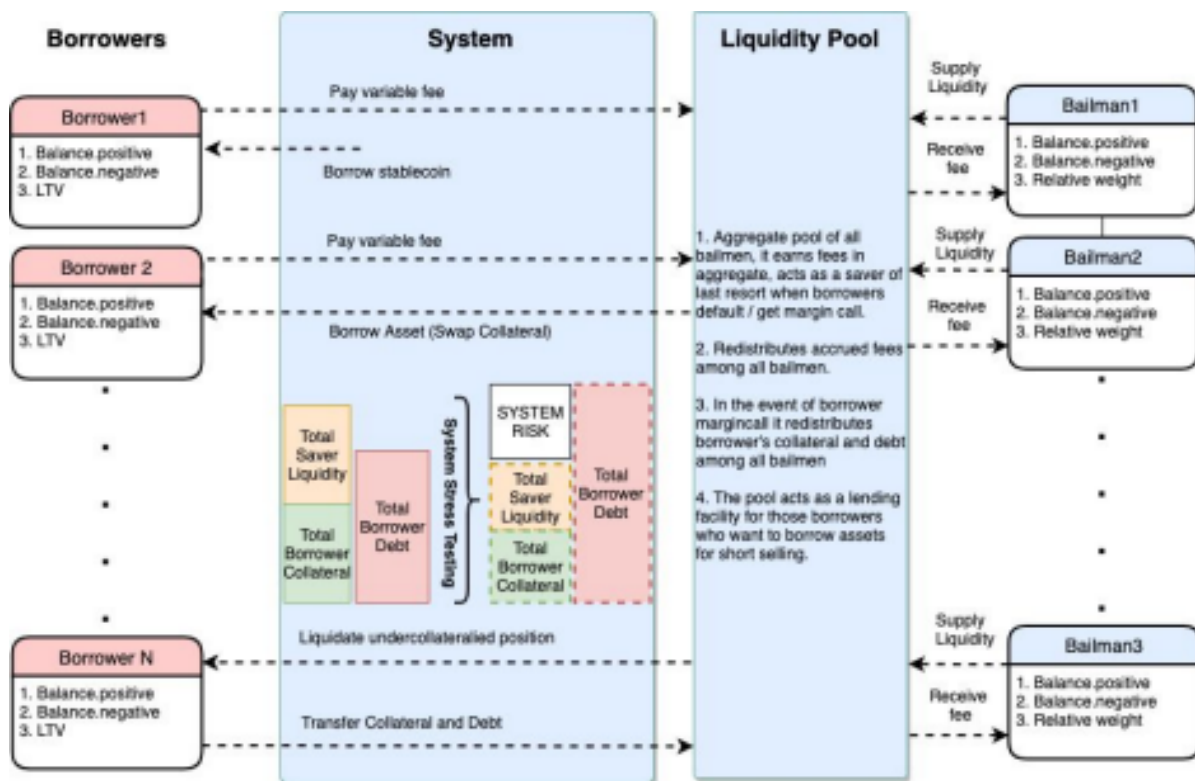 Borrowers
System
Liquidity Pool
Borrower1
1. Balance.positive
2. Balance.negative
3. LTV
Pay variable fee
Borrow stablecoin
Supply
Liquidity
Receive
fee
Bailman1
1. Balance.positive
2. Balance.negative
3. Relative weight
Borrower 2
1. Balance.positive
2. Balance.negative
3. LTV
Pay variable fee
Borrow Asset (Swap Collateral)
Supply
Liquidity
Receive
fee
Bailman2
1. Balance.positive
2. Balance.negative
3. Relative weight
1. Aggregate pool of all
bailmen, it earns fees in
aggregate, acts as a saver of
last resort when borrowers
default / get margin call.
2. Redistributes accrued fees
among all bailmen.
3. In the event of borrower
margincall it redistributes
borrower's collateral and debt
among all bailmen
4. The pool acts as a lending
facility for those borrowers
who want to borrow assets
for short selling.
Total
Saver
Liquidity
Total
Borrower
Collateral
Total
Borrower
Debt
System Stress Testing
SYSTEM
RISK
Total
Saver
Liquidity
Total
Borrower
Collateral
Total
Borrower
Debt
Borrower N
1. Balance.positive
2. Balance.negative
3. LTV
Liquidate undercollateralied position
Transfer Collateral and Debt
Supply
Liquidity
Receive
fee
Bailman3
1. Balance.positive
2. Balance.negative
3. Relative weight